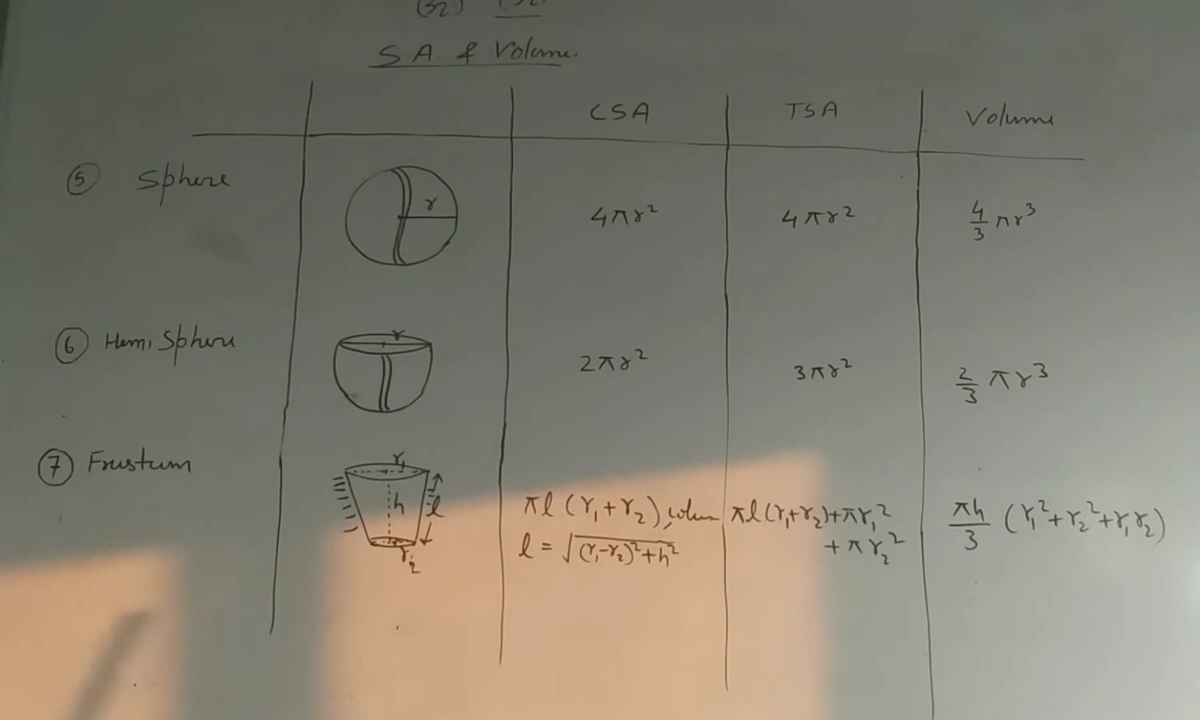 S.A. & Volume.
CSA TSA Volume
⑤ Sphere r 4πr² 4πr² 4/3 πr³
⑥ Hemi Sphere r 2πr² 3πr² 2/3 πr³
⑦ Frustum r₁ h l r₂
πl (r₁+r₂), when
l = √(r₁-r₂)²+h²
πl(r₁+r₂)+πr₁²
+πr₂²
πh/3 (r₁²+r₂²+r₁r₂)